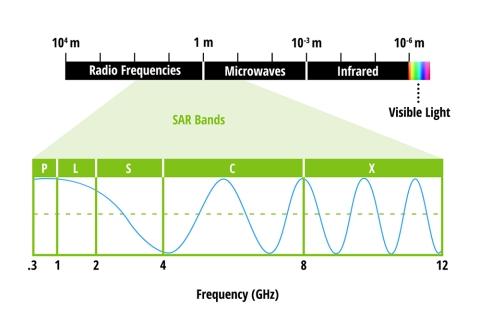 10⁴ m 1 m 10⁻³ m 10⁻⁶ m
Radio Frequencies Microwaves Infrared
Visible Light
SAR Bands
P L S C X
.3 1 2 4 8 12
Frequency (GHz)